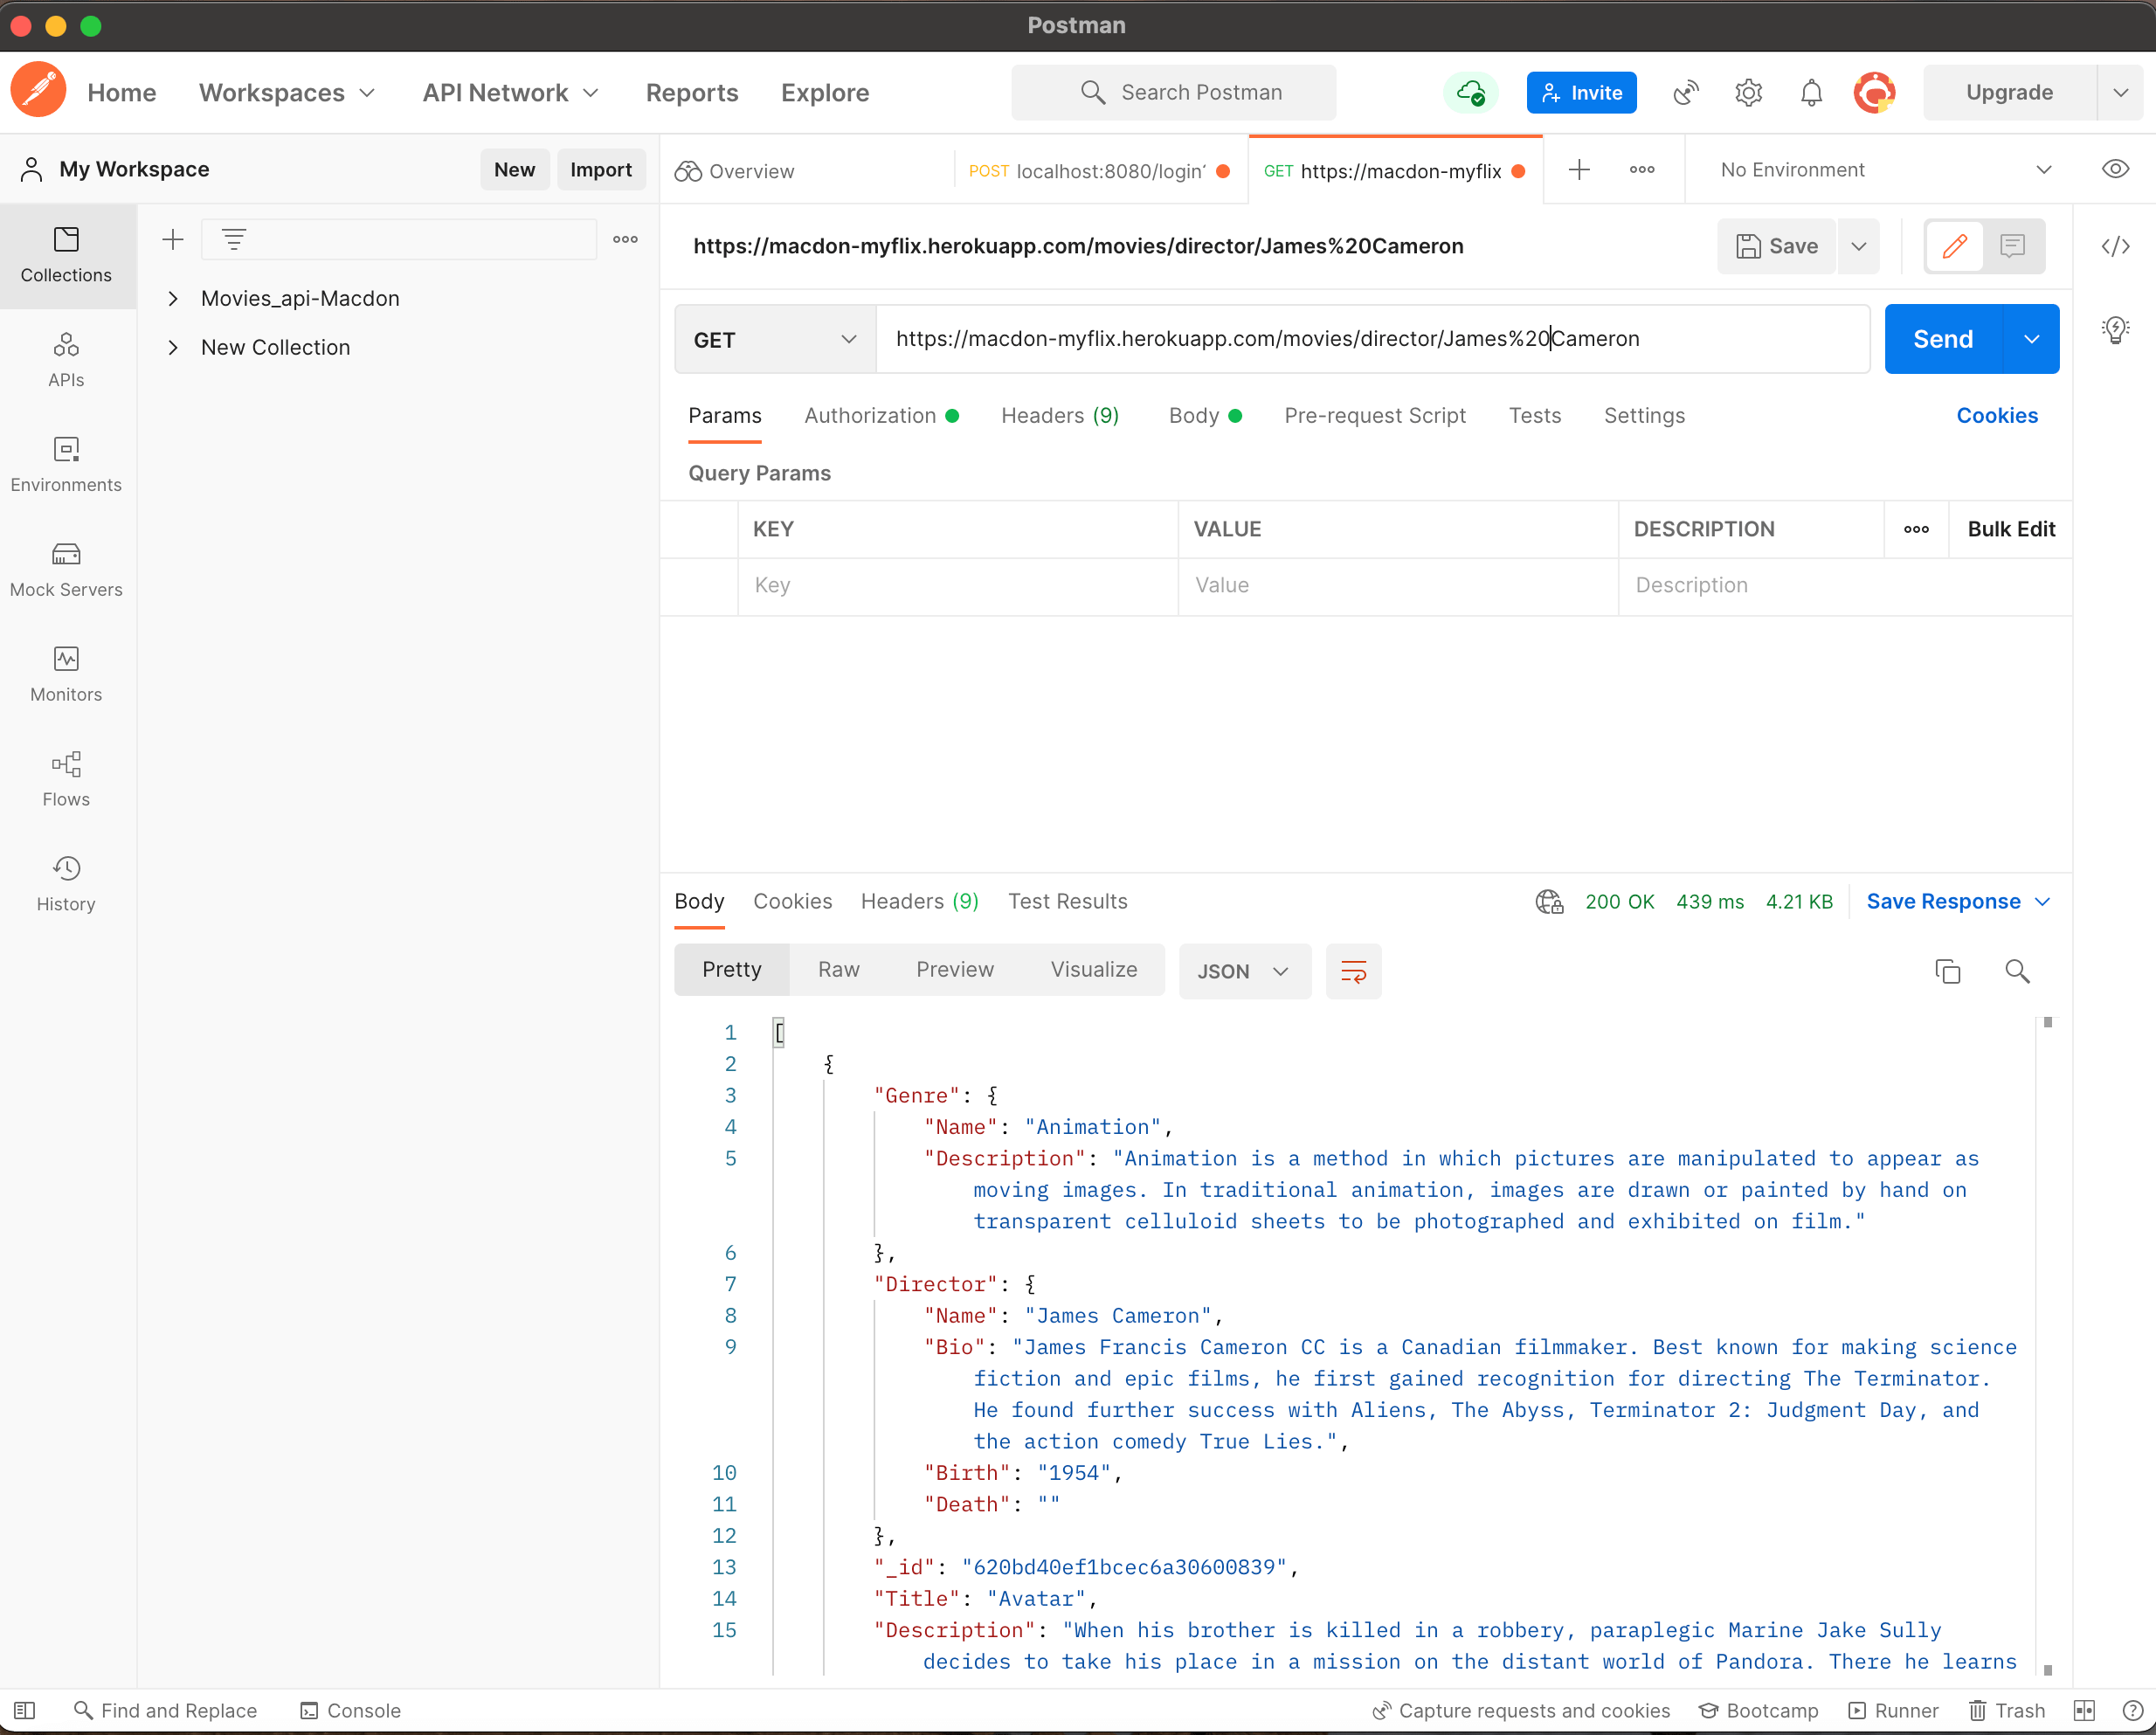 Postman
Home Workspaces API Network Reports Explore Search Postman Invite Upgrade
My Workspace New Import Overview POST localhost:8080/login GET https://macdon-myflix No Environment
Collections
https://macdon-myflix.herokuapp.com/movies/director/James%20Cameron Save
Movies_api-Macdon
New Collection
GET https://macdon-myflix.herokuapp.com/movies/director/James%20Cameron Send
APIs
Params Authorization Headers (9) Body Pre-request Script Tests Settings Cookies
Environments
Query Params
KEY VALUE DESCRIPTION Bulk Edit
Key Value Description
Mock Servers
Monitors
Flows
History
Body Cookies Headers (9) Test Results 200 OK 439 ms 4.21 KB Save Response
Pretty Raw Preview Visualize JSON
1 [
2 {
3 "Genre": {
4 "Name": "Animation",
5 "Description": "Animation is a method in which pictures are manipulated to appear as
moving images. In traditional animation, images are drawn or painted by hand on
transparent celluloid sheets to be photographed and exhibited on film."
6 },
7 "Director": {
8 "Name": "James Cameron",
9 "Bio": "James Francis Cameron CC is a Canadian filmmaker. Best known for making science
fiction and epic films, he first gained recognition for directing The Terminator.
He found further success with Aliens, The Abyss, Terminator 2: Judgment Day, and
the action comedy True Lies.",
10 "Birth": "1954",
11 "Death": ""
12 },
13 "_id": "620bd40ef1bcec6a30600839",
14 "Title": "Avatar",
15 "Description": "When his brother is killed in a robbery, paraplegic Marine Jake Sully
decides to take his place in a mission on the distant world of Pandora. There he learns
Find and Replace Console Capture requests and cookies Bootcamp Runner Trash